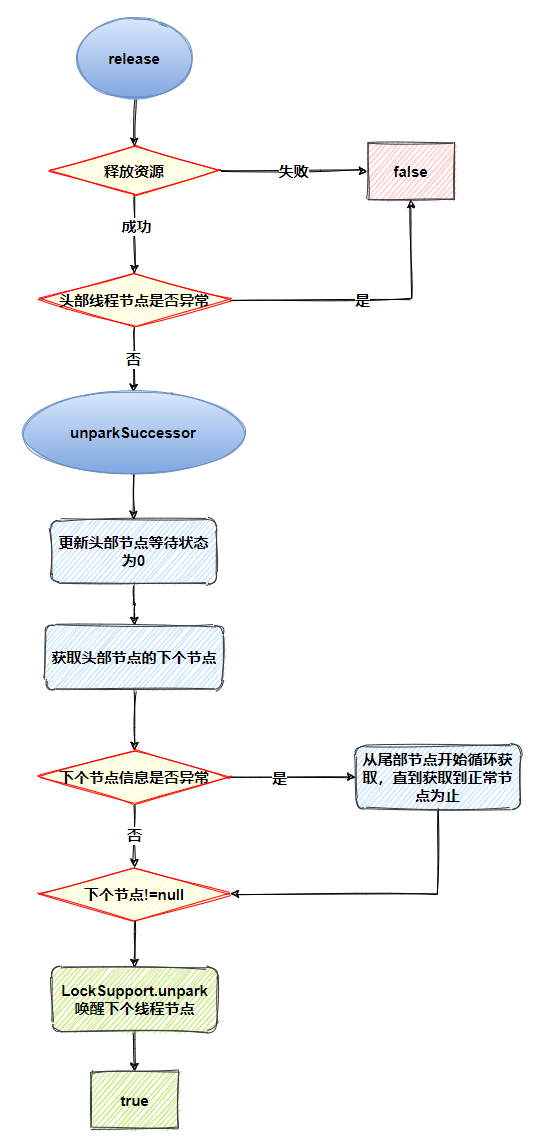 release
释放资源
失败
false
成功
头部线程节点是否异常
是
否
unparkSuccessor
更新头部节点等待状态
为0
获取头部节点的下个节点
下个节点信息是否异常
是
从尾部节点开始循环获
取，直到获取到正常节
点为止
否
下个节点!=null
LockSupport.unpark
唤醒下个线程节点
true